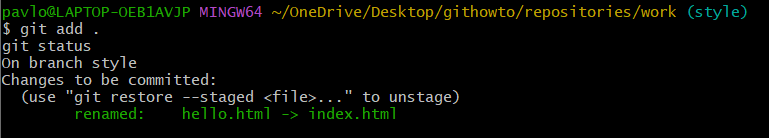 pavlo@LAPTOP-OEB1AVJP MINGW64 ~/OneDrive/Desktop/githowto/repositories/work (style)
$ git add .
git status
On branch style
Changes to be committed:
  (use "git restore --staged <file>..." to unstage)
        renamed:    hello.html -> index.html